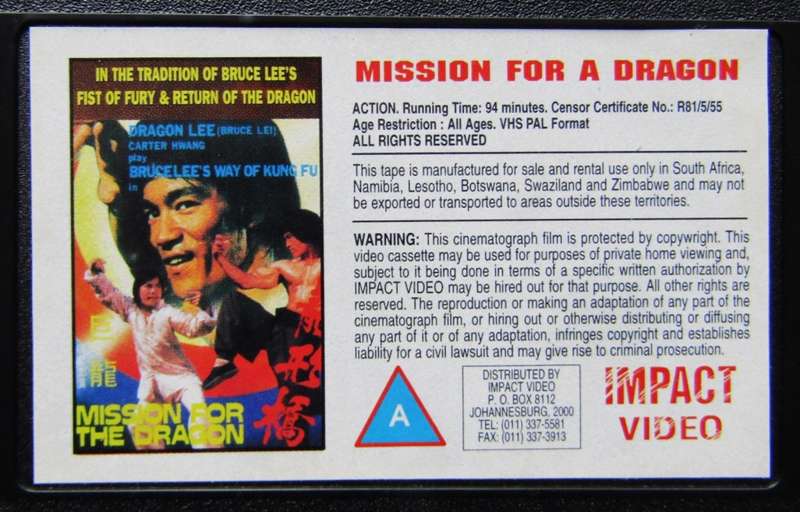 IN THE TRADITION OF BRUCE LEE'S
FIST OF FURY & RETURN OF THE DRAGON
DRAGON LEE [BRUCE LEI]
CARTER HWANG
play
BRUCE LEE'S WAY OF KUNG FU
in
MISSION FOR
THE DRAGON
MISSION FOR A DRAGON
ACTION. Running Time: 94 minutes. Censor Certificate No.: R81/5/55
Age Restriction : All Ages. VHS PAL Format
ALL RIGHTS RESERVED
This tape is manufactured for sale and rental use only in South Africa,
Namibia, Lesotho, Botswana, Swaziland and Zimbabwe and may not
be exported or transported to areas outside these territories.
WARNING: This cinematograph film is protected by copywright. This
video cassette may be used for purposes of private home viewing and,
subject to it being done in terms of a specific written authorization by
IMPACT VIDEO may be hired out for that purpose. All other rights are
reserved. The reproduction or making an adaptation of any part of the
cinematograph film, or hiring out or otherwise distributing or diffusing
any part of it or of any adaptation, infringes copyright and establishes
liability for a civil lawsuit and may give rise to criminal prosecution.
A
DISTRIBUTED BY
IMPACT VIDEO
P. O. BOX 8112
JOHANNESBURG, 2000
TEL: (011) 337-5581
FAX: (011) 337-3913
IMPACT
VIDEO